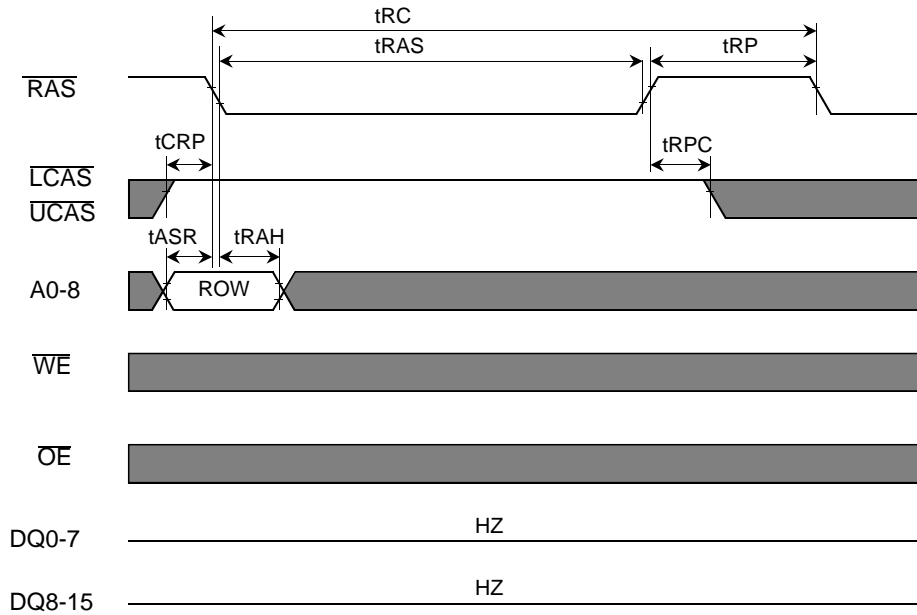 tRC
tRAS
tRP
RAS
tCRP
tRPC
LCAS
UCAS
tASR
tRAH
A0-8
ROW
WE
OE
HZ
DQ0-7
HZ
DQ8-15